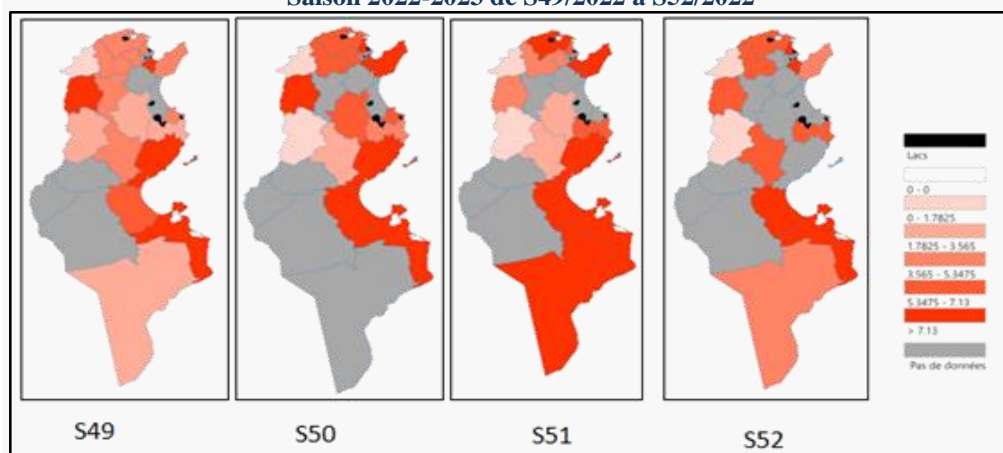 Saison 2022-2023 de S49/2022 à S52/2022
Lacs
0 - 0
0 - 1.7825
1.7825 - 3.565
3.565 - 5.3475
5.3475 - 7.13
> 7.13
Pas de données
S49
S50
S51
S52